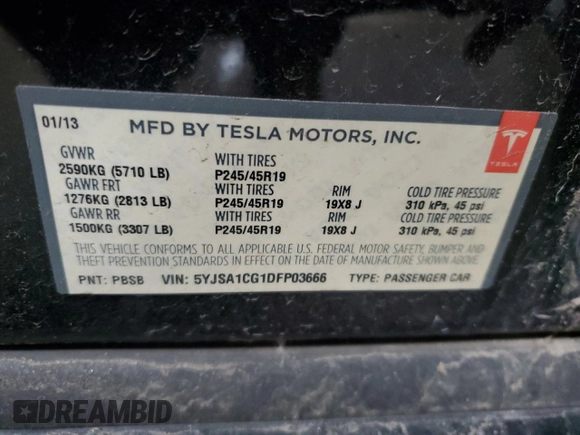 01/13 MFD BY TESLA MOTORS, INC.
GVWR WITH TIRES
2590KG (5710 LB) P245/45R19
GAWR FRT WITH TIRES RIM COLD TIRE PRESSURE
1276KG (2813 LB) P245/45R19 19X8 J 310 kPa, 45 psi
GAWR RR WITH TIRES RIM COLD TIRE PRESSURE
1500KG (3307 LB) P245/45R19 19X8 J 310 kPa, 45 psi
THIS VEHICLE CONFORMS TO ALL APPLICABLE U.S. FEDERAL MOTOR SAFETY, BUMPER AND
THEFT PREVENTION STANDARDS IN EFFECT ON THE DATE OF MANUFACTURE SHOWN ABOVE.
PNT: PBSB VIN: 5YJSA1CG1DFP03666 TYPE: PASSENGER CAR
TESLA
DREAMBID